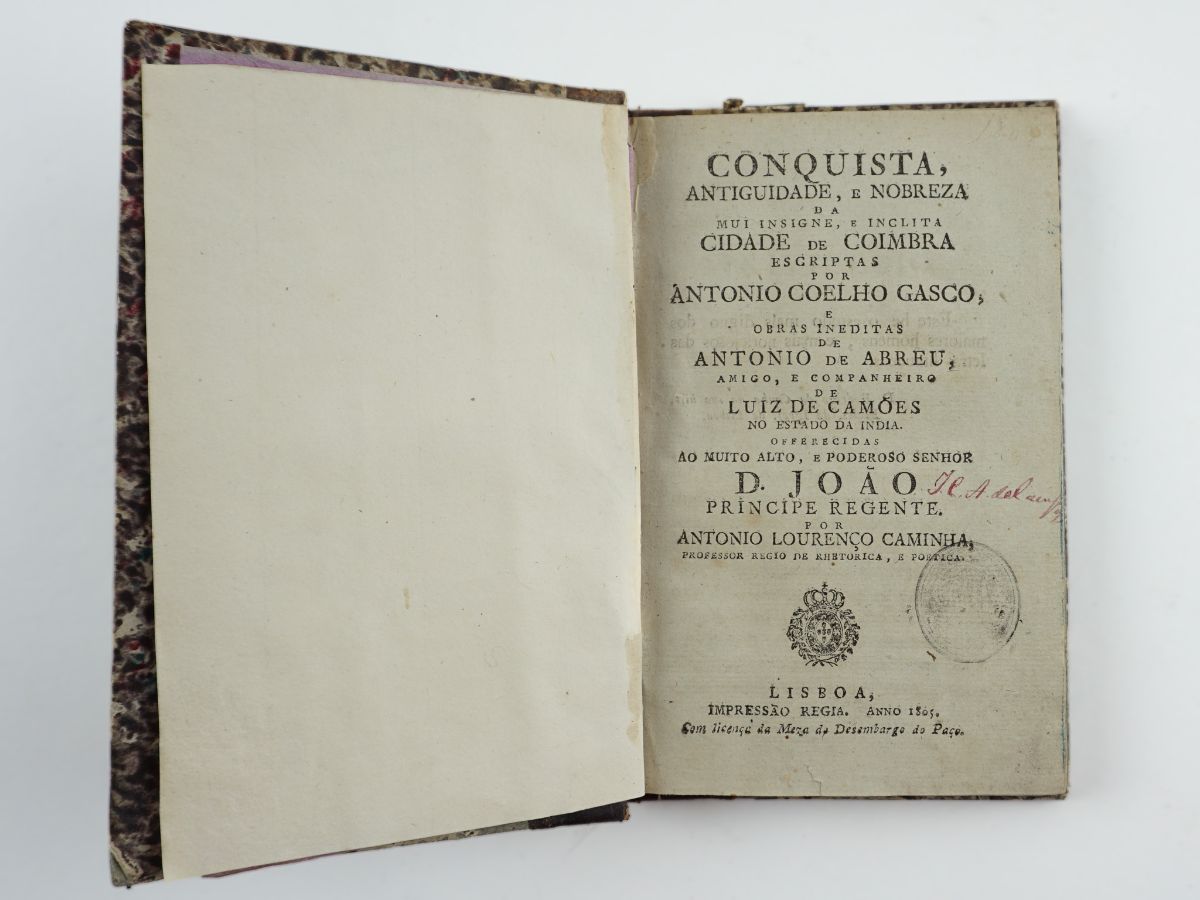 CONQUISTA,
ANTIGUIDADE, E NOBREZA
DA
MUI INSIGNE, E INCLITA
CIDADE DE COIMBRA
ESCRIPTAS
POR
ANTONIO COELHO GASCO,
E
OBRAS INEDITAS
DE
ANTONIO DE ABREU,
AMIGO, E COMPANHEIRO
DE
LUIZ DE CAMÕES
NO ESTADO DA INDIA.
OFFERECIDAS
AO MUITO ALTO, E PODEROSO SENHOR
D. JOÃO
PRINCIPE REGENTE.
POR
ANTONIO LOURENÇO CAMINHA,
PROFESSOR REGIO DE RHETORICA, E POETICA.
LISBOA,
IMPRESSÃO REGIA. ANNO 1805.
Com licença da Meza do Desembargo do Paço.